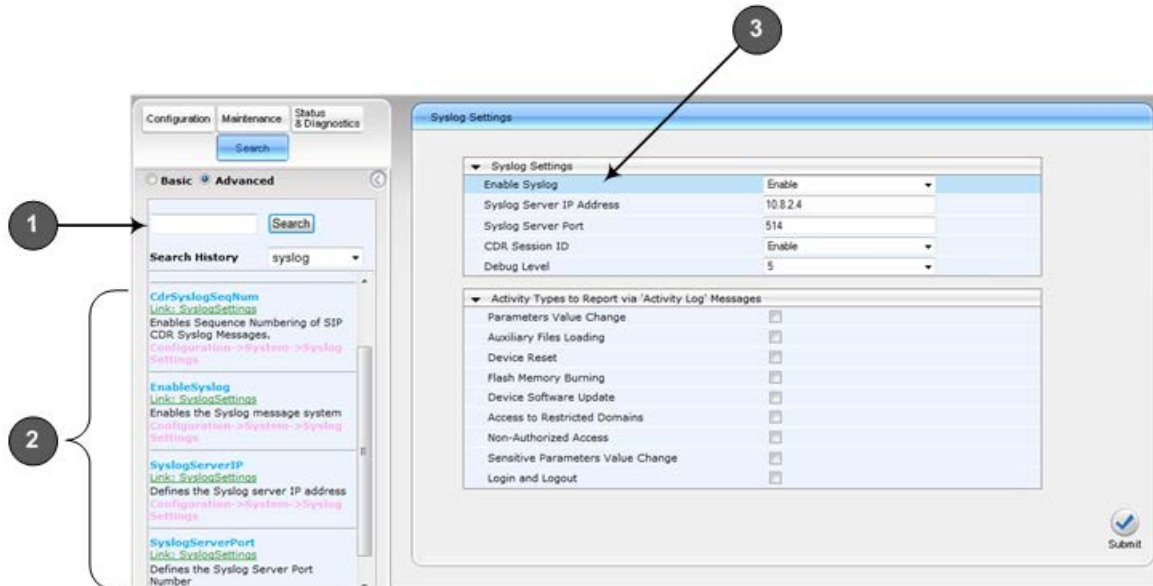 3
Configuration Maintenance Status & Diagnostics
Search
Basic Advanced
1
Search
Search History syslog
2
CdrSyslogSeqNum
Link: SyslogSettings
Enables Sequence Numbering of SIP
CDR Syslog Messages.
Configuration->System->Syslog
Settings
EnableSyslog
Link: SyslogSettings
Enables the Syslog message system
Configuration->System->Syslog
Settings
SyslogServerIP
Link: SyslogSettings
Defines the Syslog server IP address
Configuration->System->Syslog
Settings
SyslogServerPort
Link: SyslogSettings
Defines the Syslog Server Port
Number
Syslog Settings
Syslog Settings
Enable Syslog Enable
Syslog Server IP Address 10.8.2.4
Syslog Server Port 514
CDR Session ID Enable
Debug Level 5
Activity Types to Report via 'Activity Log' Messages
Parameters Value Change
Auxiliary Files Loading
Device Reset
Flash Memory Burning
Device Software Update
Access to Restricted Domains
Non-Authorized Access
Sensitive Parameters Value Change
Login and Logout
Submit